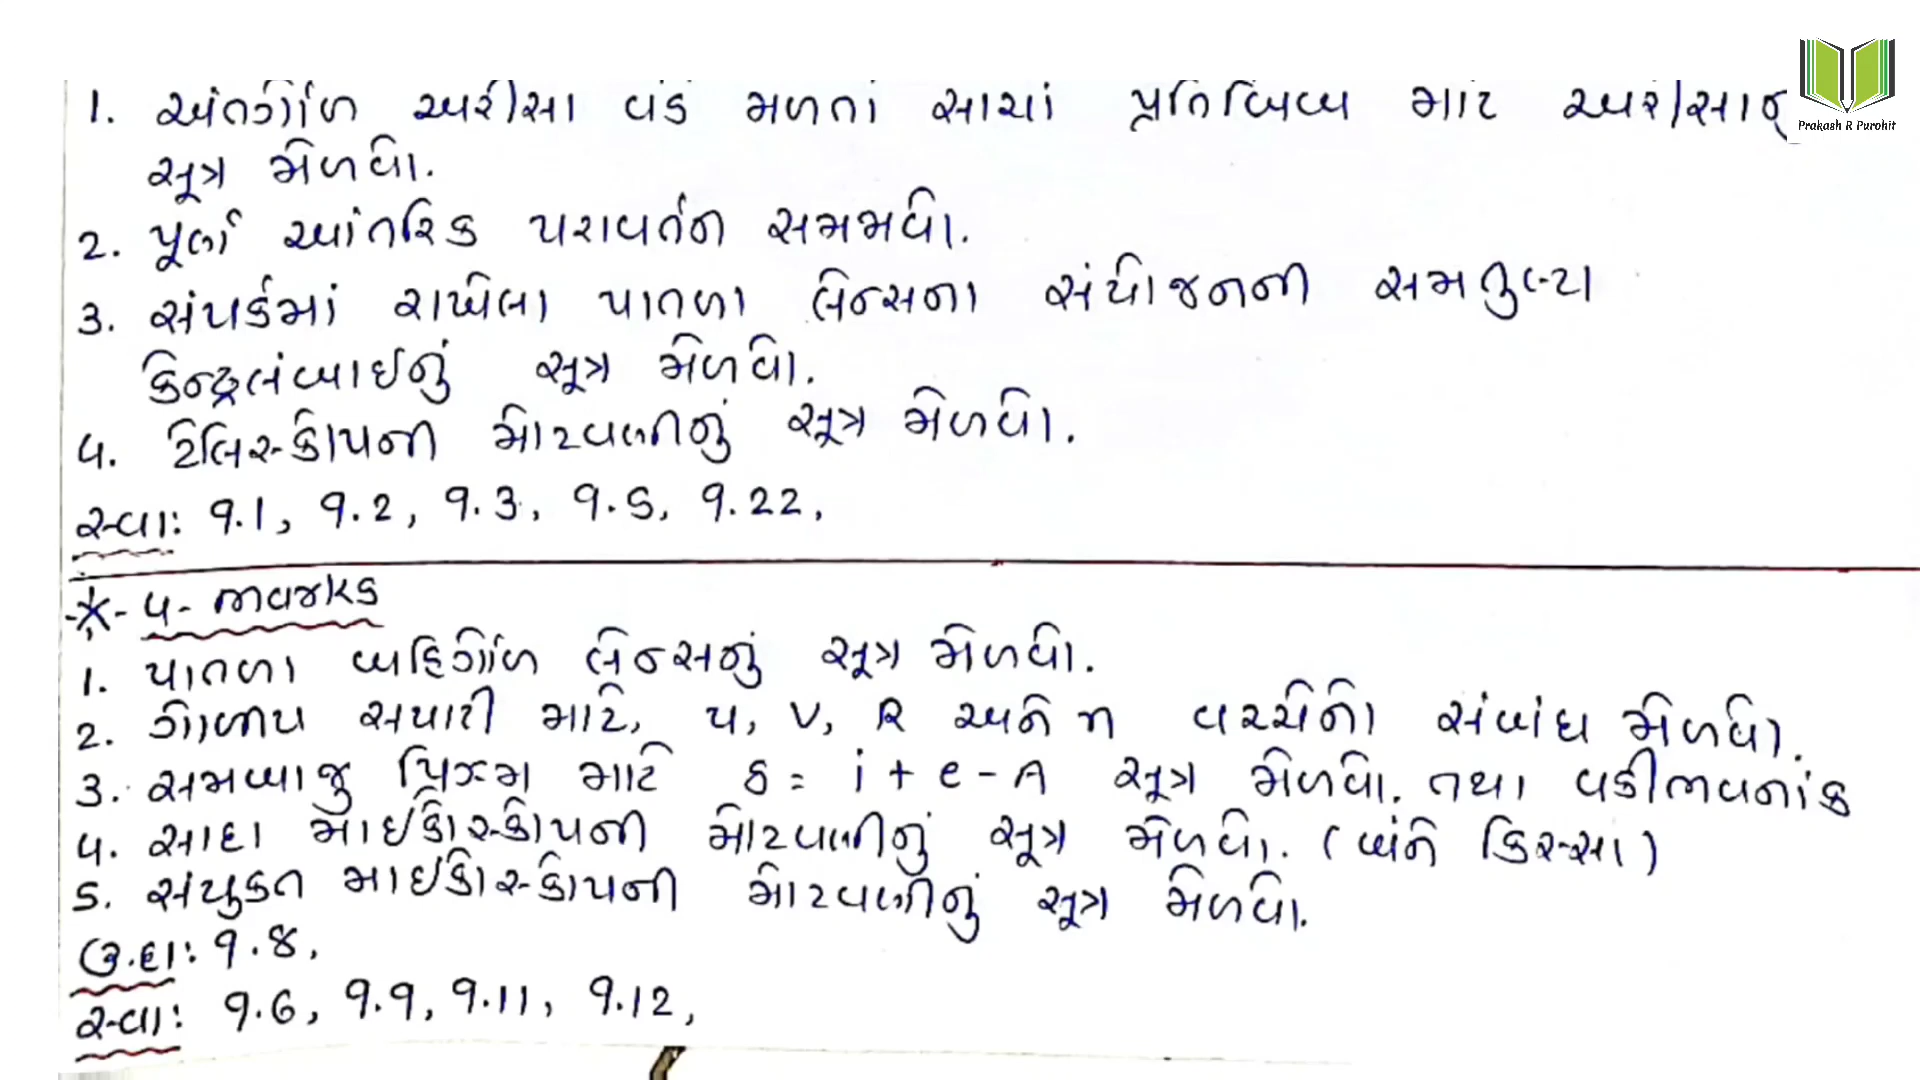 1. અંતર્ગોળ અરીસા વડે મળતાં સાચાં પ્રતિબિંબ માટે અરીસાનું
Prakash R Purohit
સૂત્ર મેળવો.
2. પૂર્ણ આંતરિક પરાવર્તન સમજાવો.
3. સંપર્કમાં રાખેલા પાતળા લેન્સના સંયોજનની સમતુલ્ય
કેન્દ્રલંબાઈનું સૂત્ર મેળવો.
4. ટેલિસ્કોપની મોટવણીનું સૂત્ર મેળવો.
સ્વા: 9.1, 9.2, 9.3, 9.5, 9.22,
-*- 4- marks
1. પાતળા બહિર્ગોળ લેન્સનું સૂત્ર મેળવો.
2. ગોળાય સપાટી માટે, u, v, R અને n વચ્ચેનો સંબંધ મેળવો.
3. સમબાજુ પ્રિઝમ માટે δ = i + e - A સૂત્ર મેળવો. તથા વક્રીભવનાંક
4. સાદા માઈક્રોસ્કોપની મોટવણીનું સૂત્ર મેળવો. (બંને કિસ્સા)
5. સંયુક્ત માઈક્રોસ્કોપની મોટવણીનું સૂત્ર મેળવો.
ઉ.દા: 9.8,
સ્વા: 9.6, 9.9, 9.11, 9.12,